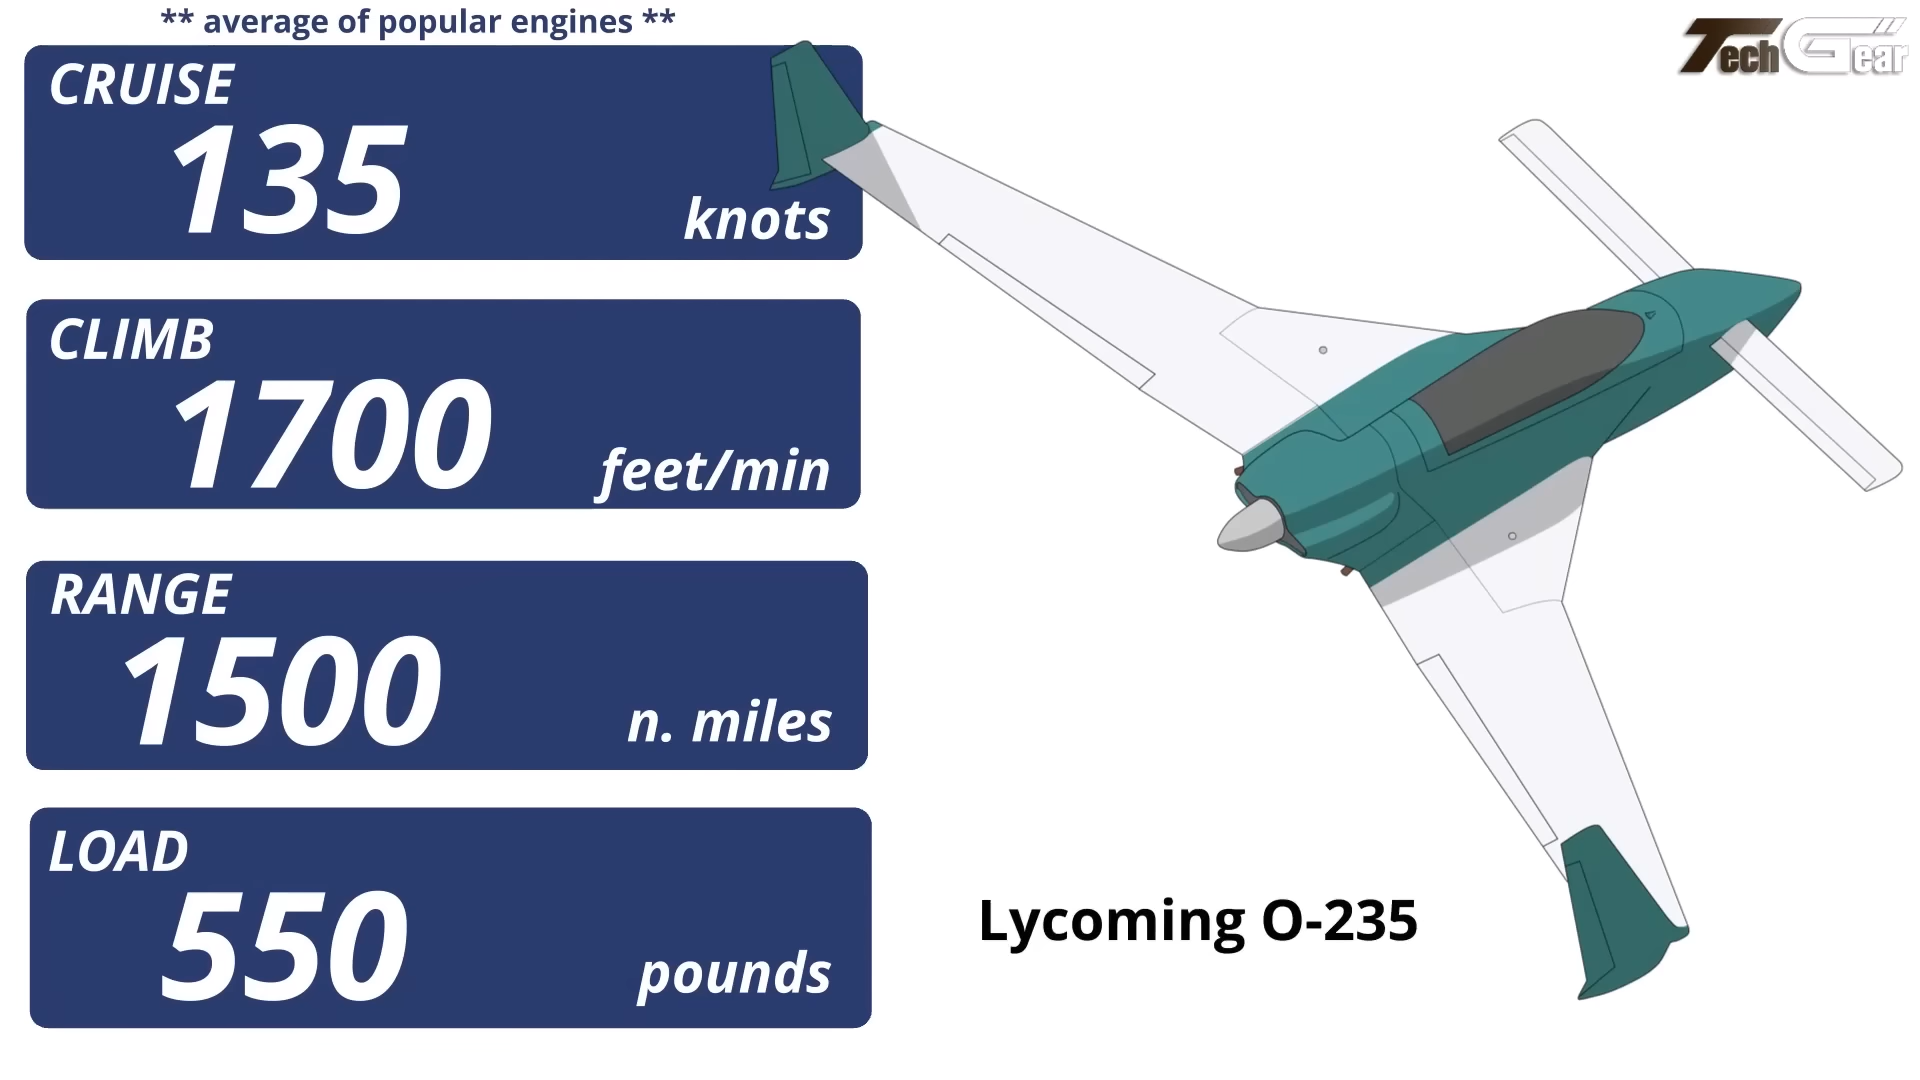 ** average of popular engines **
CRUISE
135
knots
CLIMB
1700
feet/min
RANGE
1500
n. miles
LOAD
550
pounds
Lycoming O-235
TechGear